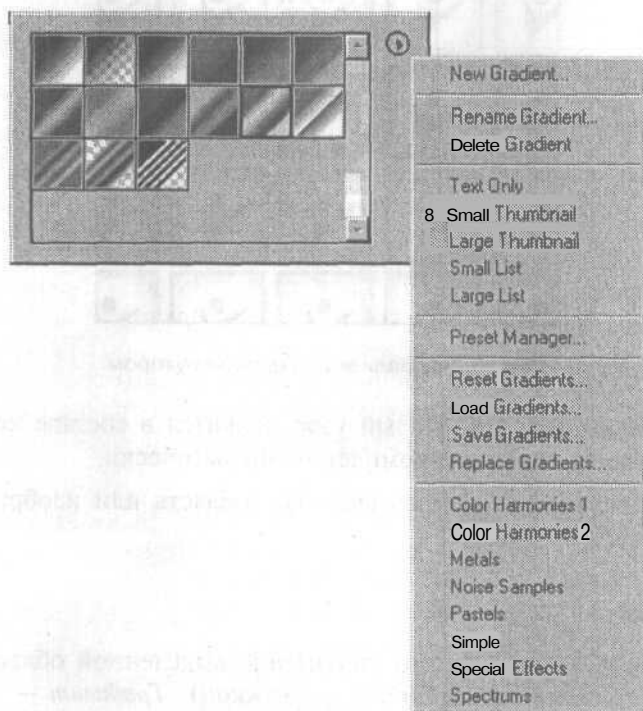 New Gradient...
Rename Gradient...
Delete Gradient
Text Only
8 Small Thumbnail
Large Thumbnail
Small List
Large List
Preset Manager...
Reset Gradients...
Load Gradients...
Save Gradients...
Replace Gradients...
Color Harmonies 1
Color Harmonies 2
Metals
Noise Samples
Pastels
Simple
Special Effects
Spectrums